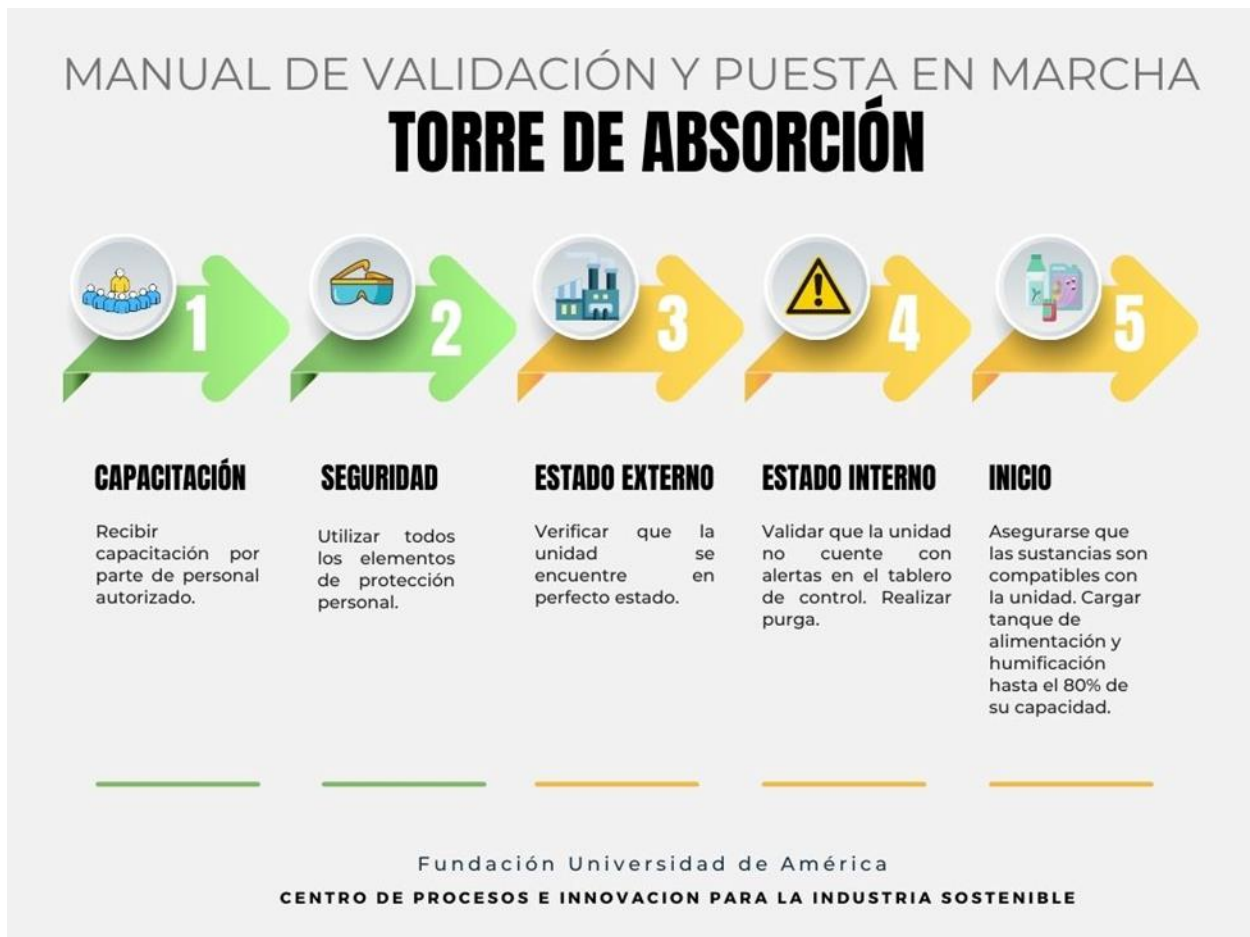 MANUAL DE VALIDACIÓN Y PUESTA EN MARCHA
TORRE DE ABSORCIÓN
1
2
3
4
5
CAPACITACIÓN
Recibir
capacitación por
parte de personal
autorizado.
SEGURIDAD
Utilizar todos
los elementos
de protección
personal.
ESTADO EXTERNO
Verificar que la
unidad se
encuentre en
perfecto estado.
ESTADO INTERNO
Validar que la unidad
no cuente con
alertas en el tablero
de control. Realizar
purga.
INICIO
Asegurarse que
las sustancias son
compatibles con
la unidad. Cargar
tanque de
alimentación y
humificación
hasta el 80% de
su capacidad.
Fundación Universidad de América
CENTRO DE PROCESOS E INNOVACION PARA LA INDUSTRIA SOSTENIBLE